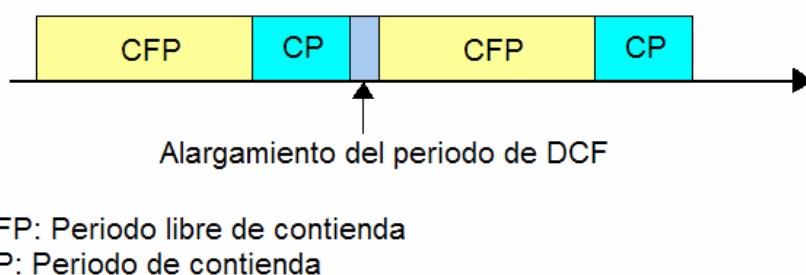 CFP CP CFP CP
Alargamiento del periodo de DCF
FP: Periodo libre de contienda
P: Periodo de contienda